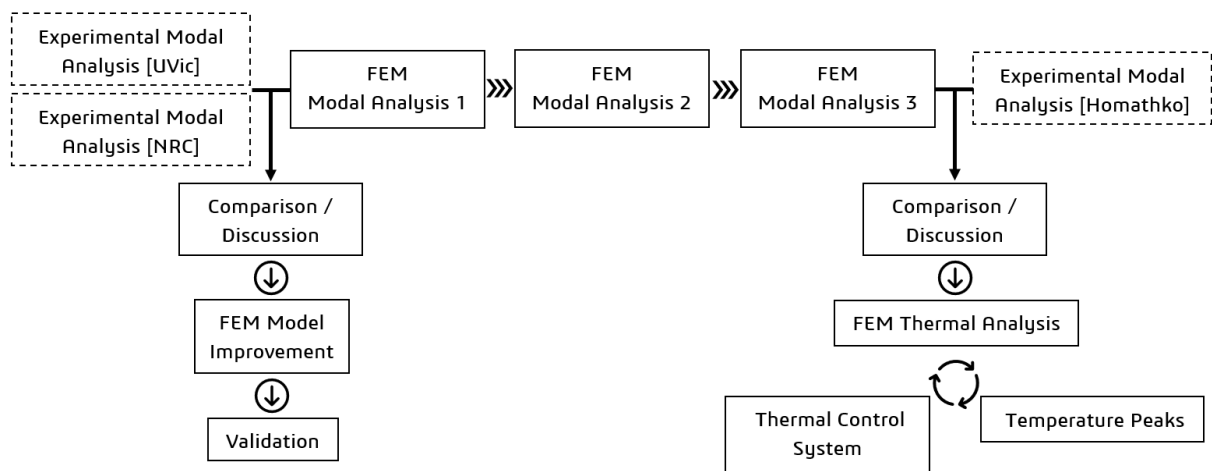 Experimental Modal
Analysis [UVic]
Experimental Modal
Analysis [NRC]
FEM
Modal Analysis 1
FEM
Modal Analysis 2
FEM
Modal Analysis 3
Experimental Modal
Analysis [Homathko]
Comparison /
Discussion
FEM Model
Improvement
Validation
Comparison /
Discussion
FEM Thermal Analysis
Thermal Control
System
Temperature Peaks